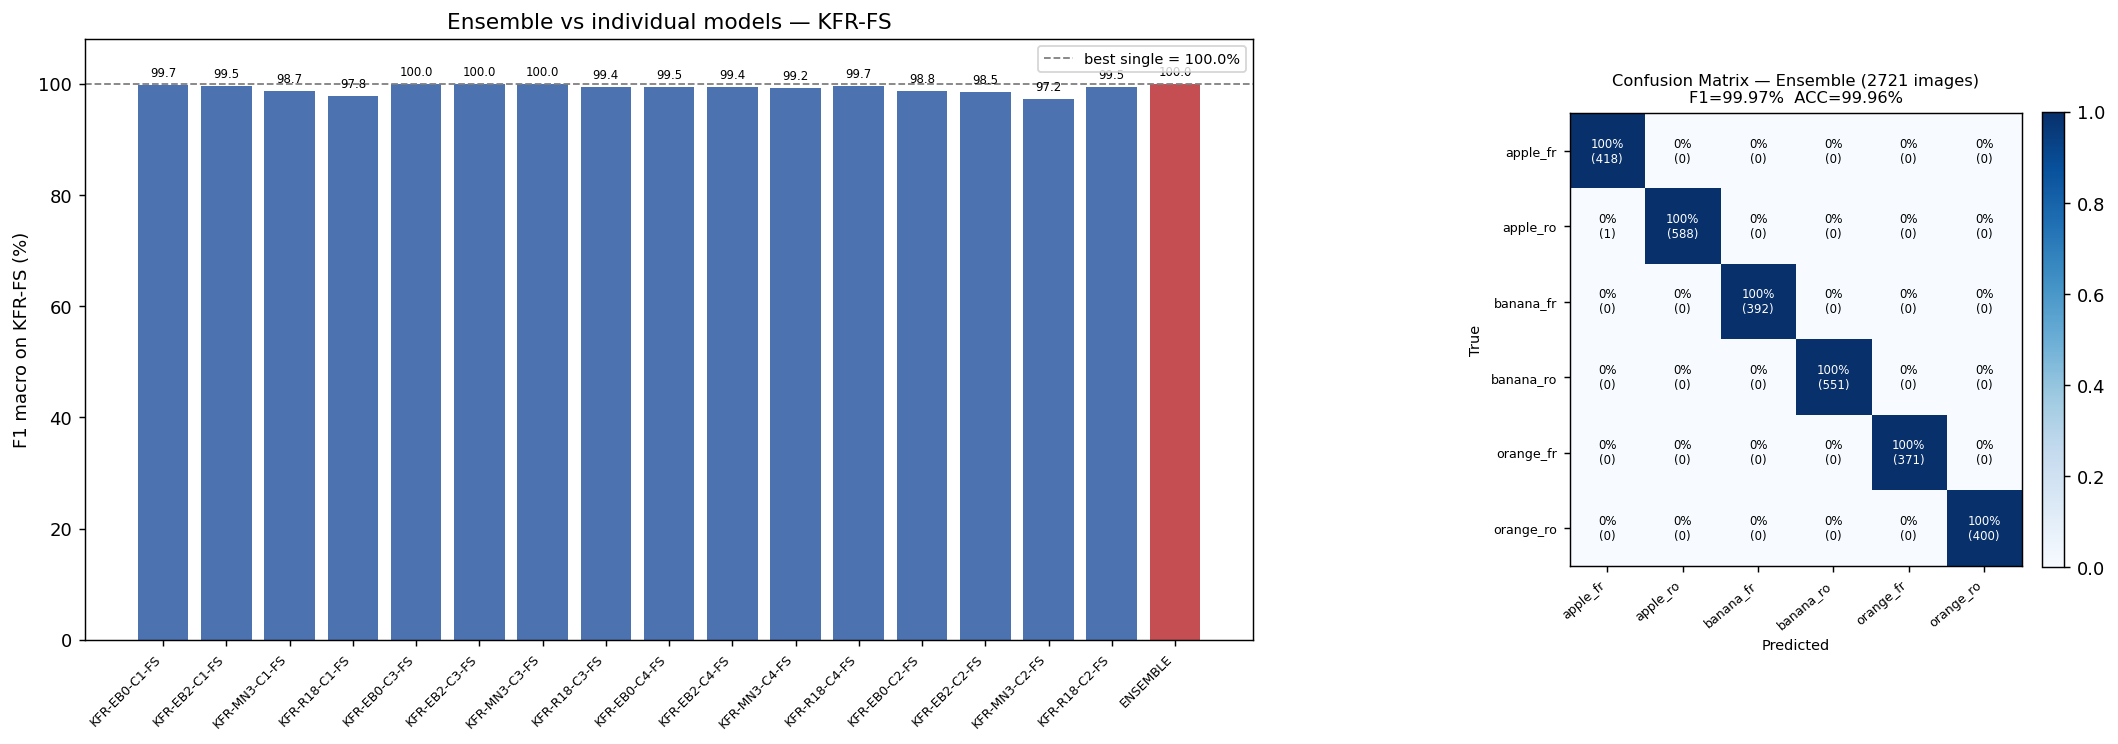 Ensemble vs individual models — KFR-FS
best single = 100.0%
99.7
99.5
98.7
97.8
100.0
100.0
100.0
99.4
99.5
99.4
99.2
99.7
98.8
98.5
97.2
99.5
100.0
F1 macro on KFR-FS (%)
100
80
60
40
20
0
KFR-EB0-C1-FS
KFR-EB2-C1-FS
KFR-MN3-C1-FS
KFR-R18-C1-FS
KFR-EB0-C3-FS
KFR-EB2-C3-FS
KFR-MN3-C3-FS
KFR-R18-C3-FS
KFR-EB0-C4-FS
KFR-EB2-C4-FS
KFR-MN3-C4-FS
KFR-R18-C4-FS
KFR-EB0-C2-FS
KFR-EB2-C2-FS
KFR-MN3-C2-FS
KFR-R18-C2-FS
ENSEMBLE
Confusion Matrix — Ensemble (2721 images)
F1=99.97% ACC=99.96%
True
apple_fr
100% 0% 0% 0% 0% 0%
(418) (0) (0) (0) (0) (0)
apple_ro
0% 100% 0% 0% 0% 0%
(1) (588) (0) (0) (0) (0)
banana_fr
0% 0% 100% 0% 0% 0%
(0) (0) (392) (0) (0) (0)
banana_ro
0% 0% 0% 100% 0% 0%
(0) (0) (0) (551) (0) (0)
orange_fr
0% 0% 0% 0% 100% 0%
(0) (0) (0) (0) (371) (0)
orange_ro
0% 0% 0% 0% 0% 100%
(0) (0) (0) (0) (0) (400)
apple_fr
apple_ro
banana_fr
banana_ro
orange_fr
orange_ro
Predicted
1.0
0.8
0.6
0.4
0.2
0.0